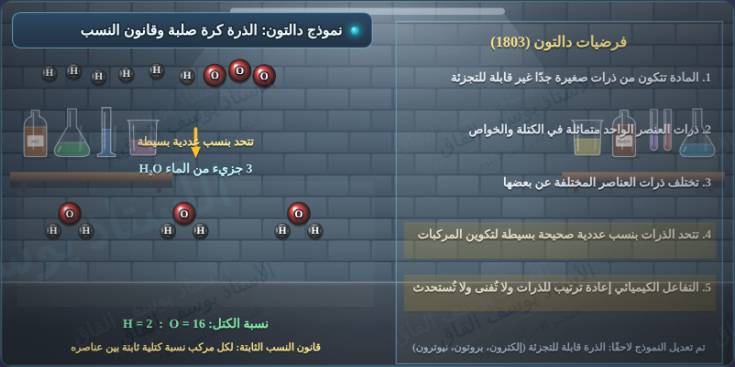 نموذج دالتون: الذرة كرة صلبة وقانون النسب
H H H H H H O O O
تتحد بنسب عددية بسيطة
3 جزيء من الماء H₂O
O O O
H H H H H H
نسبة الكتل: H = 2 : O = 16
قانون النسب الثابتة: لكل مركب نسبة كتلية ثابتة بين عناصره
فرضيات دالتون (1803)
1. المادة تتكون من ذرات صغيرة جدًا غير قابلة للتجزئة
2. ذرات العنصر الواحد متماثلة في الكتلة والخواص
3. تختلف ذرات العناصر المختلفة عن بعضها
4. تتحد الذرات بنسب عددية صحيحة بسيطة لتكوين المركبات
5. التفاعل الكيميائي إعادة ترتيب للذرات ولا تُفنى ولا تُستحدث
تم تعديل النموذج لاحقًا: الذرة قابلة للتجزئة (إلكترون، بروتون، نيوترون)